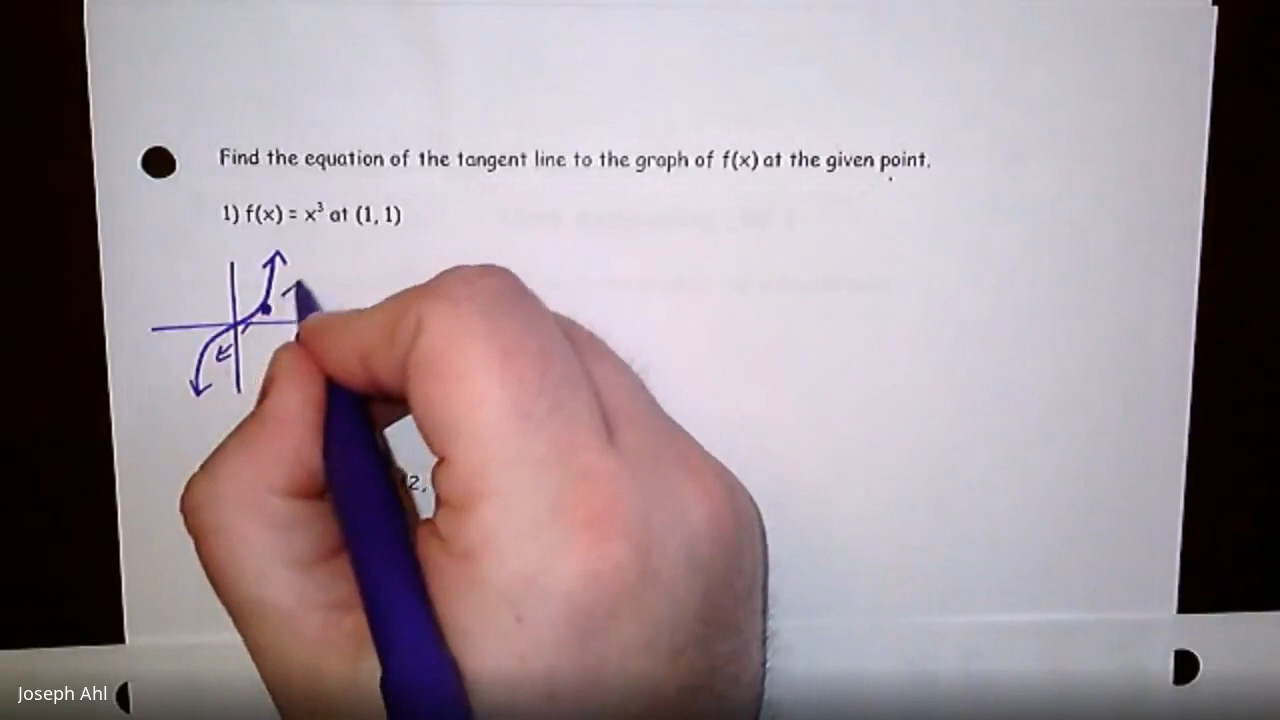 Find the equation of the tangent line to the graph of f(x) at the given point.
1) f(x) = x³ at (1, 1)
Joseph Ahl